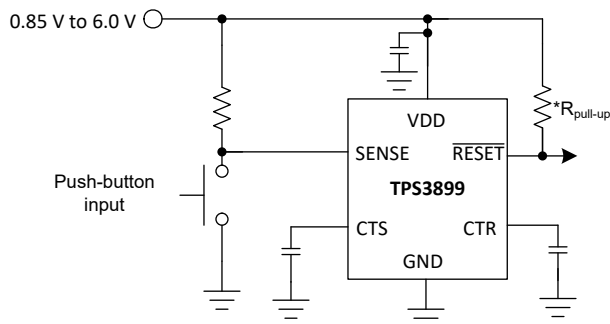 0.85 V to 6.0 V
*Rpull-up
VDD
SENSE
RESET
Push-button
input
TPS3899
CTS
CTR
GND